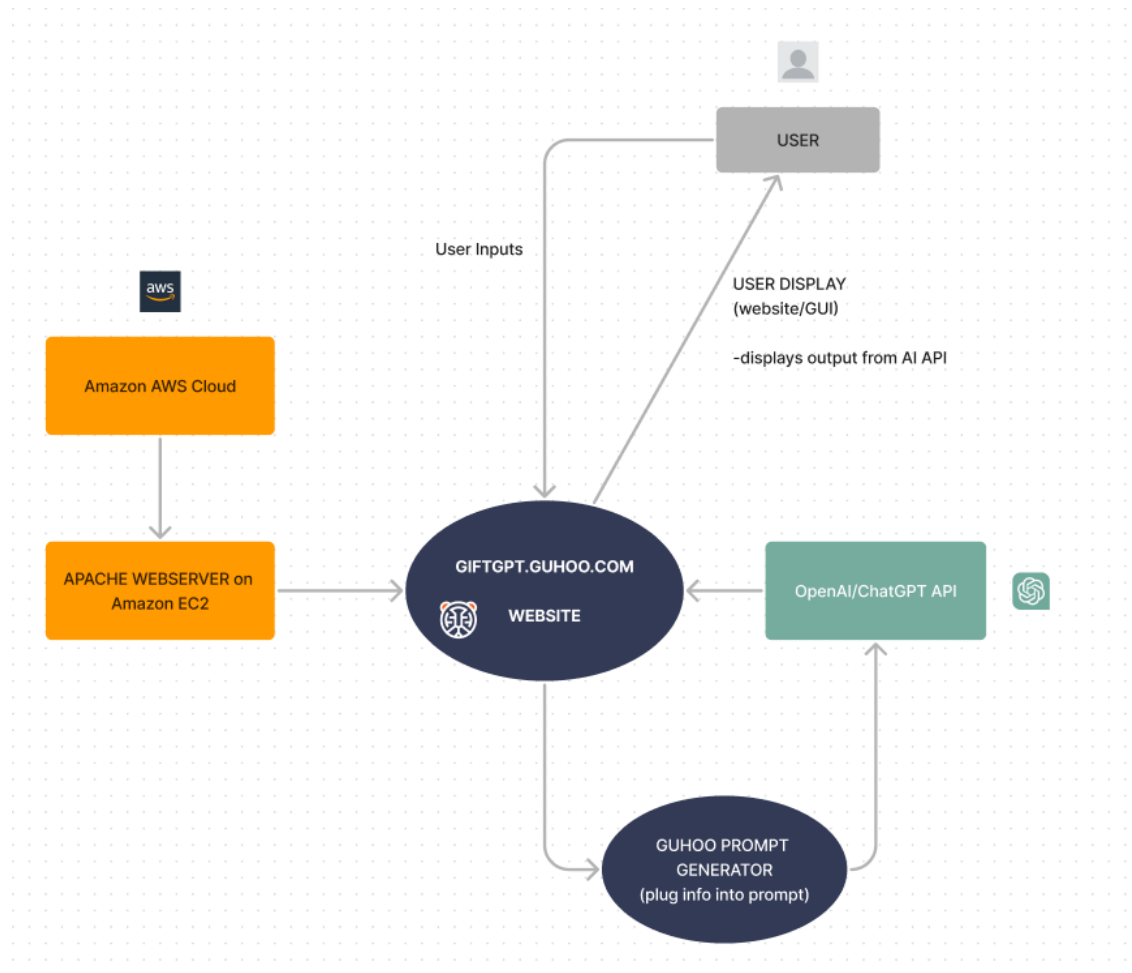 USER
User Inputs
USER DISPLAY
(website/GUI)
-displays output from AI API
aws
Amazon AWS Cloud
APACHE WEBSERVER on
Amazon EC2
GIFTGPT.GUHOO.COM
WEBSITE
OpenAI/ChatGPT API
GUHOO PROMPT
GENERATOR
(plug info into prompt)